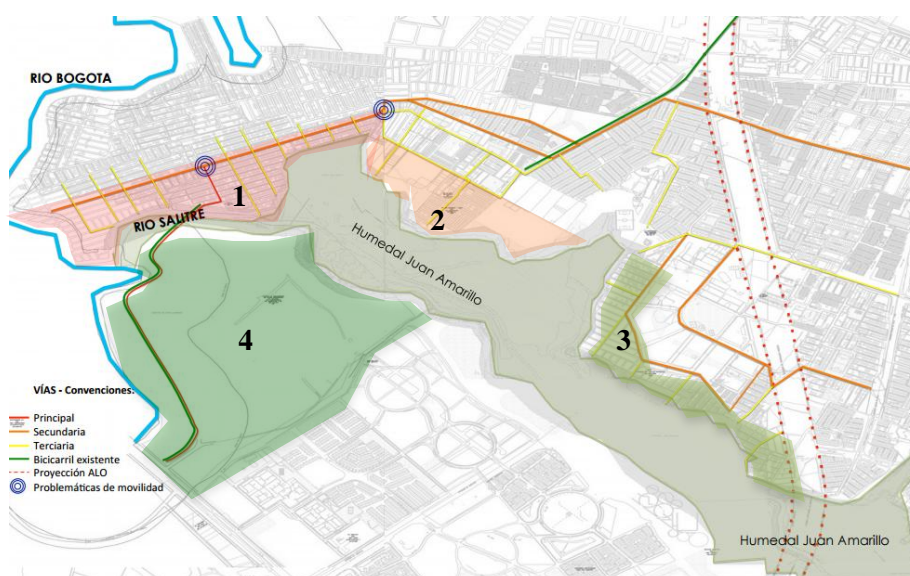 RIO BOGOTA
1
RIO SALITRE
2
Humedal Juan Amarillo
3
4
VÍAS - Convenciones:
Principal
Secundaria
Terciaria
Bicicarril existente
Proyección ALO
Problemáticas de movilidad
Humedal Juan Amarillo